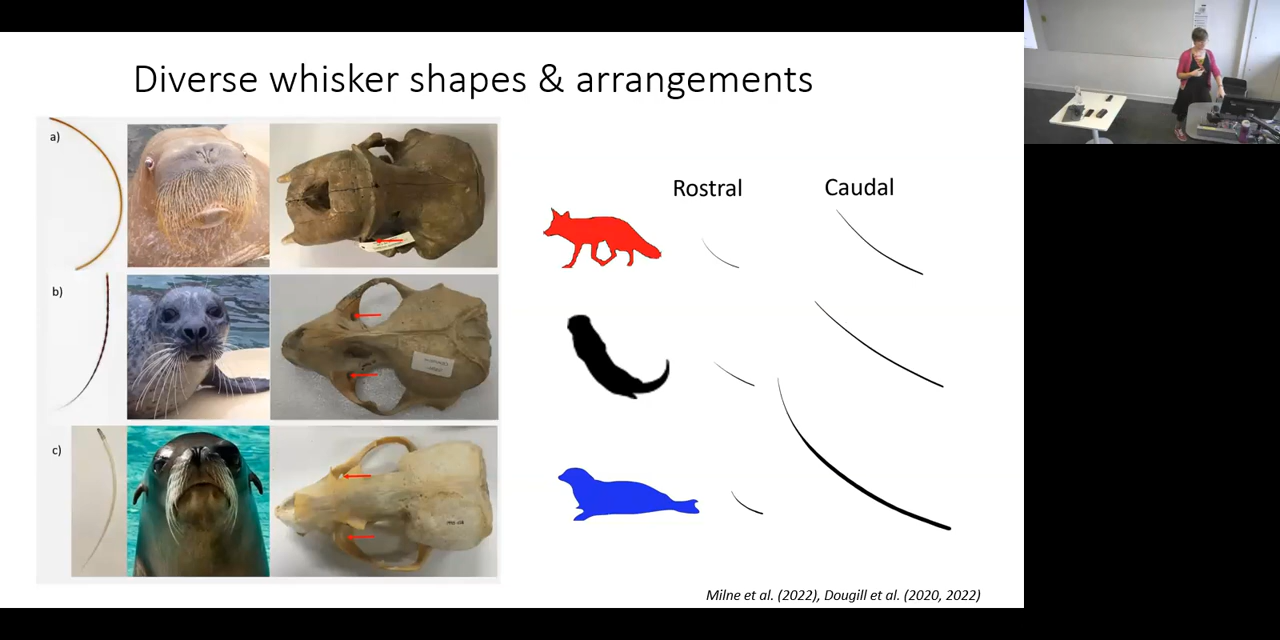 Diverse whisker shapes & arrangements
a)
b)
c)
Rostral
Caudal
Milne et al. (2022), Dougill et al. (2020, 2022)